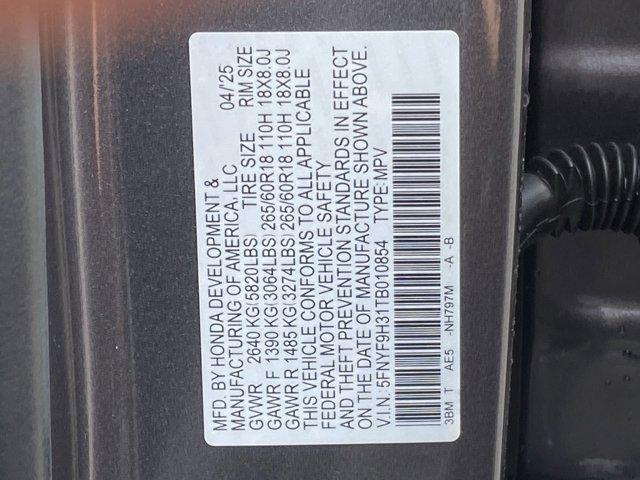 MFD. BY HONDA DEVELOPMENT &
MANUFACTURING OF AMERICA, LLC 04/'25
GVWR 2640 KG(5820LBS) TIRE SIZE RIM SIZE
GAWR F 1390 KG(3064LBS)265/60R18 110H 18X8.0J
GAWR R 1485 KG(3274LBS)265/60R18 110H 18X8.0J
THIS VEHICLE CONFORMS TO ALL APPLICABLE
FEDERAL MOTOR VEHICLE SAFETY
AND THEFT PREVENTION STANDARDS IN EFFECT
ON THE DATE OF MANUFACTURE SHOWN ABOVE.
V.I.N.:5FNYF9H31TB010854 TYPE:MPV
3BM T AE5 -NH797M -A -B